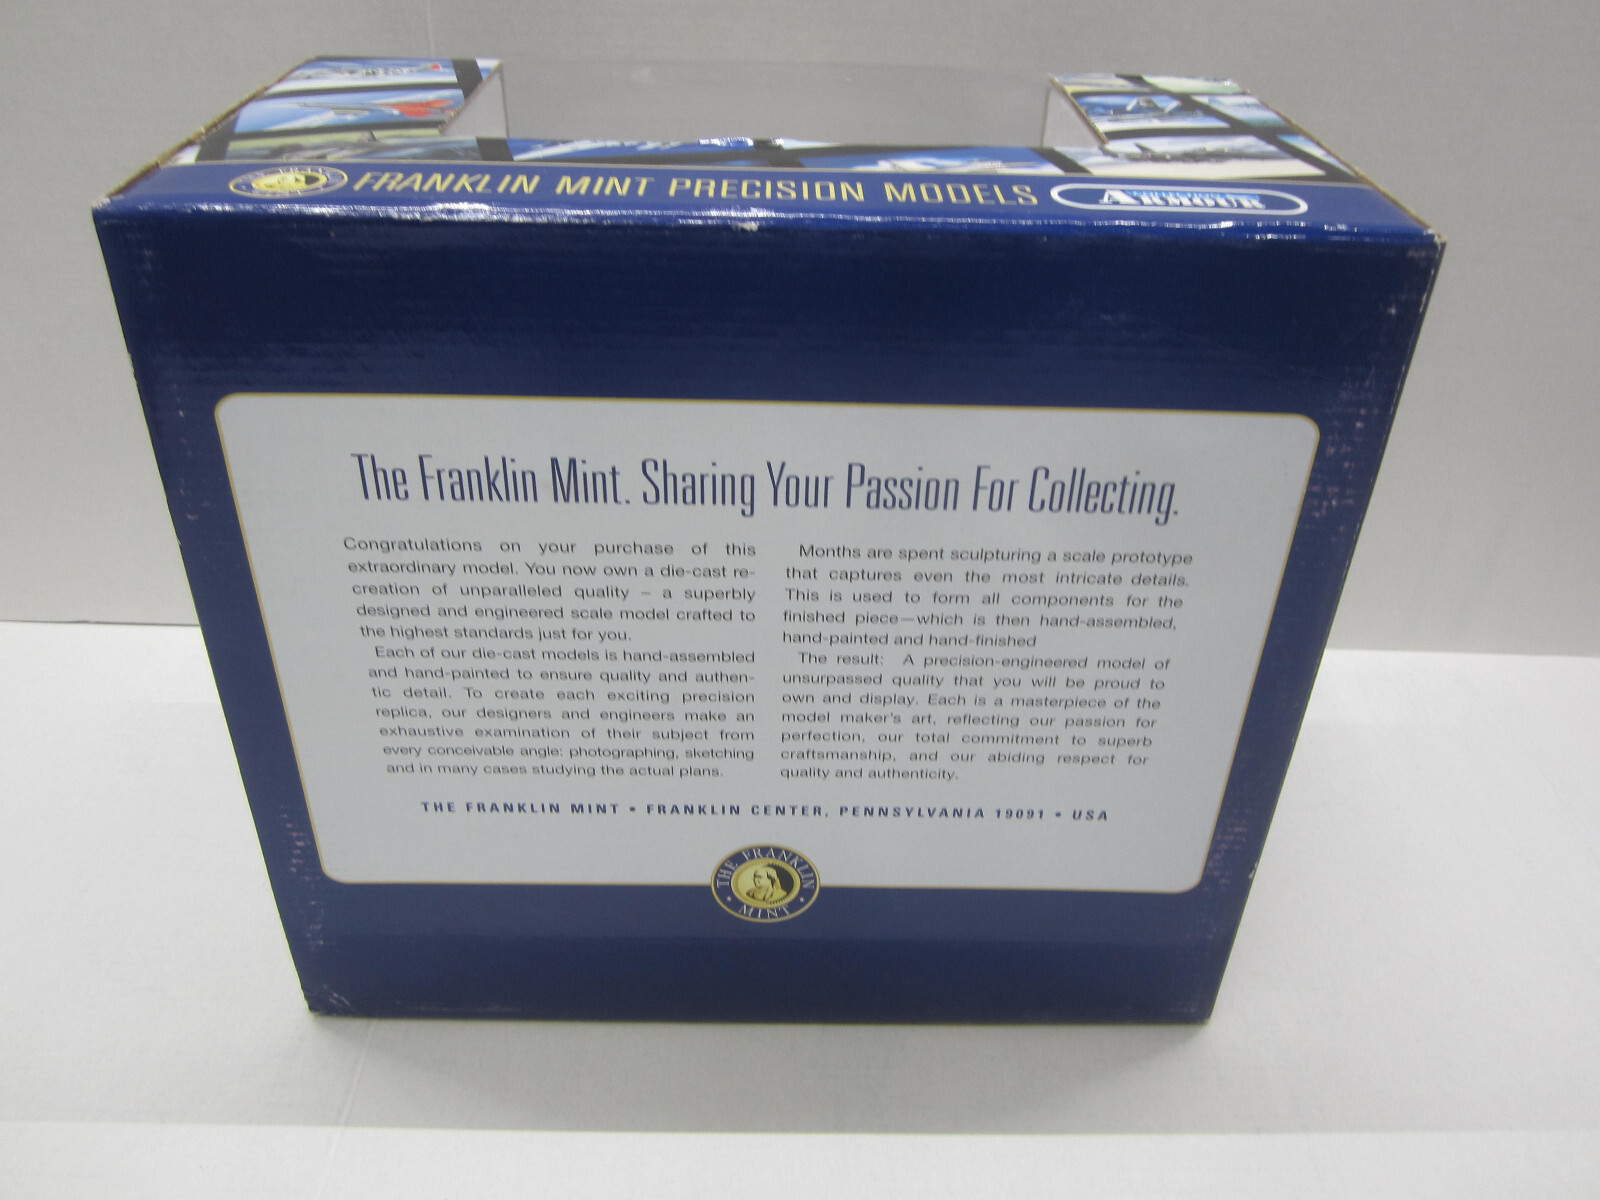 FRANKLIN MINT PRECISION MODELS
ARMOUR
The Franklin Mint. Sharing Your Passion For Collecting.
Congratulations on your purchase of this
extraordinary model. You now own a die-cast re-
creation of unparalleled quality – a superbly
designed and engineered scale model crafted to
the highest standards just for you.
Each of our die-cast models is hand-assembled
and hand-painted to ensure quality and authen-
tic detail. To create each exciting precision
replica, our designers and engineers make an
exhaustive examination of their subject from
every conceivable angle: photographing, sketching
and in many cases studying the actual plans.
Months are spent sculpturing a scale prototype
that captures even the most intricate details.
This is used to form all components for the
finished piece—which is then hand-assembled,
hand-painted and hand-finished
The result: A precision-engineered model of
unsurpassed quality that you will be proud to
own and display. Each is a masterpiece of the
model maker's art, reflecting our passion for
perfection, our total commitment to superb
craftsmanship, and our abiding respect for
quality and authenticity.
THE FRANKLIN MINT • FRANKLIN CENTER, PENNSYLVANIA 19091 • USA
THE FRANKLIN
MINT